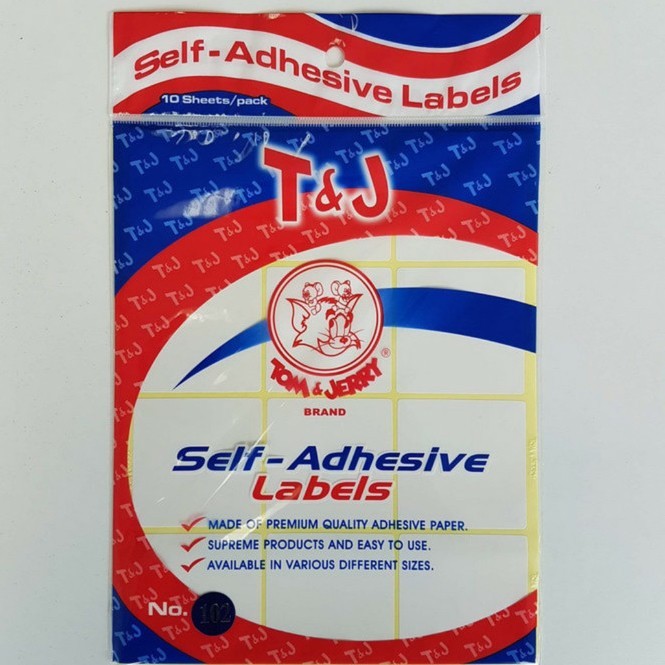 Self-Adhesive Labels
10 Sheets/pack
T&J
TOM & JERRY®
BRAND
Self-Adhesive
Labels
MADE OF PREMIUM QUALITY ADHESIVE PAPER.
SUPREME PRODUCTS AND EASY TO USE.
AVAILABLE IN VARIOUS DIFFERENT SIZES.
No. 102